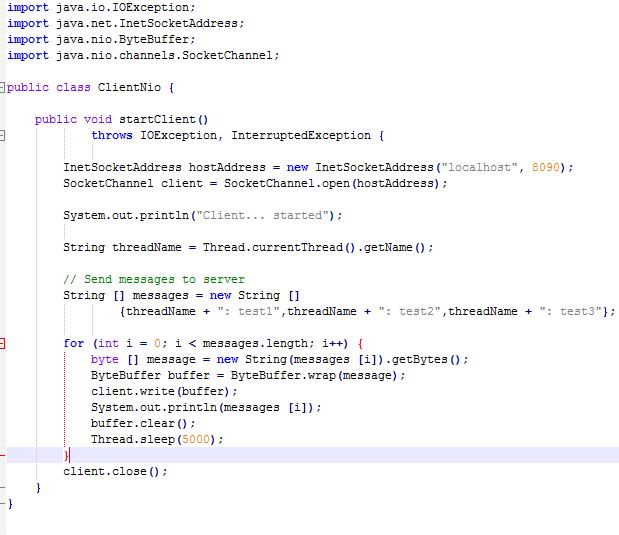 import java.io.IOException;
import java.net.InetSocketAddress;
import java.nio.ByteBuffer;
import java.nio.channels.SocketChannel;
public class ClientNio {
public void startClient()
throws IOException, InterruptedException {
InetSocketAddress hostAddress = new InetSocketAddress("localhost", 8090);
SocketChannel client = SocketChannel.open(hostAddress);
System.out.println("Client... started");
String threadName = Thread.currentThread().getName();
// Send messages to server
String [] messages = new String []
{threadName + ": test1",threadName + ": test2",threadName + ": test3"};
for (int i = 0; i < messages.length; i++) {
byte [] message = new String(messages [i]).getBytes();
ByteBuffer buffer = ByteBuffer.wrap(message);
client.write(buffer);
System.out.println(messages [i]);
buffer.clear();
Thread.sleep(5000);
}
client.close();
}
}